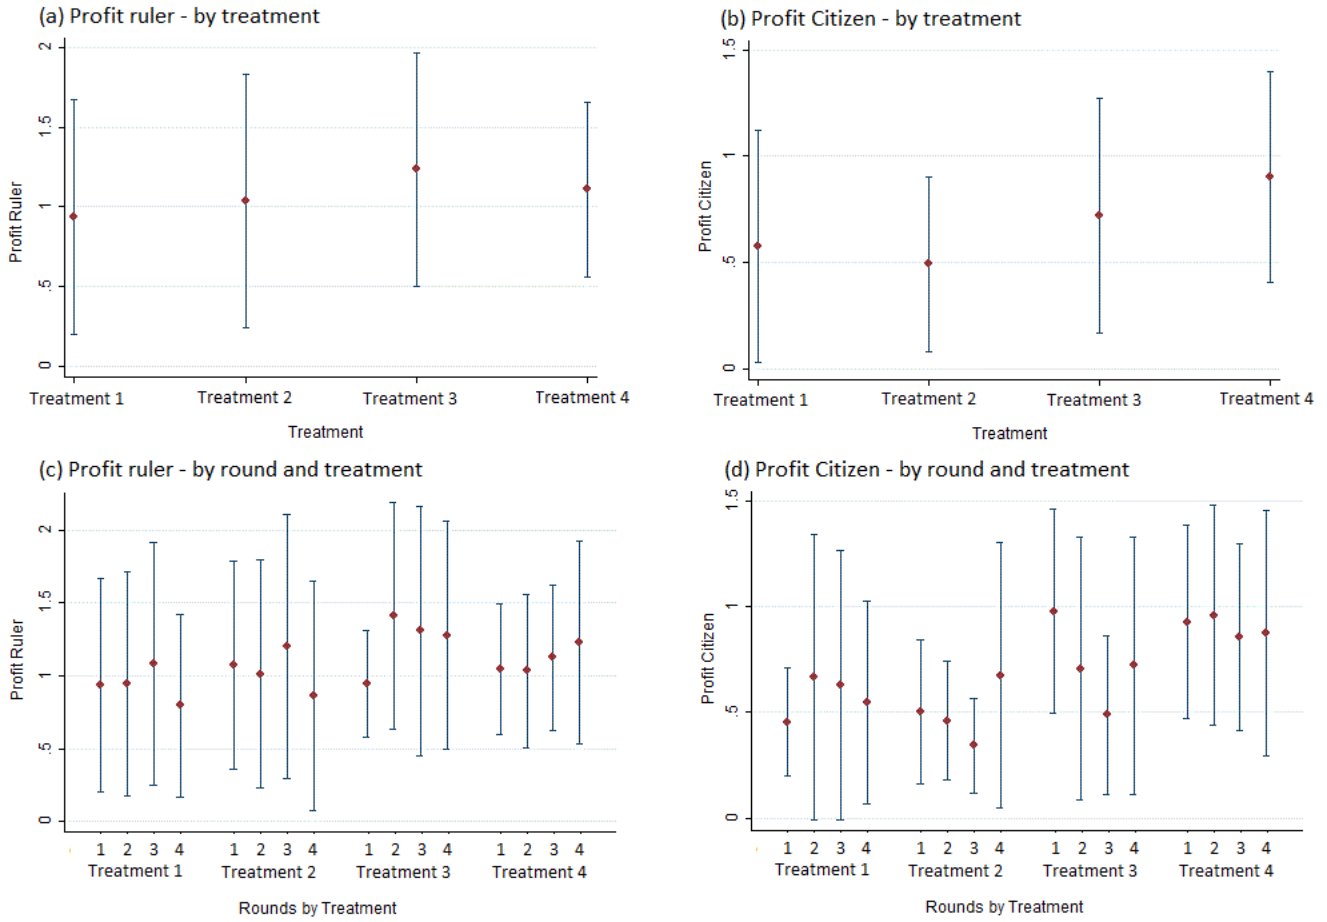 (a) Profit ruler - by treatment
Profit Ruler
2
1.5
1
.5
0
Treatment 1 Treatment 2 Treatment 3 Treatment 4
Treatment
(b) Profit Citizen - by treatment
Profit Citizen
1.5
1
.5
0
Treatment 1 Treatment 2 Treatment 3 Treatment 4
Treatment
(c) Profit ruler - by round and treatment
Profit Ruler
2
1.5
1
.5
0
1 2 3 4 1 2 3 4 1 2 3 4 1 2 3 4
Treatment 1 Treatment 2 Treatment 3 Treatment 4
Rounds by Treatment
(d) Profit Citizen - by round and treatment
Profit Citizen
1.5
1
.5
0
1 2 3 4 1 2 3 4 1 2 3 4 1 2 3 4
Treatment 1 Treatment 2 Treatment 3 Treatment 4
Rounds by Treatment